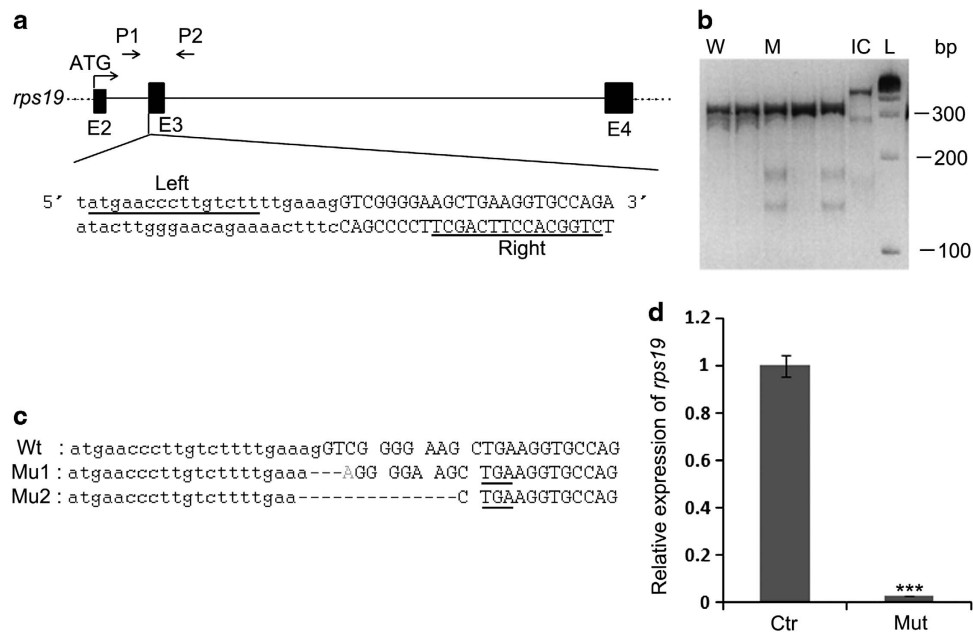 a
P1 P2
ATG
rps19
E2 E3 E4
Left
5´ tatgaacccttgtcttttgaaagGTCGGGGAAGCTGAAGGTGCCAGA 3´
atacttgggaacagaaaactttcCAGCCCCTTCGACTTCCACGGTCT
Right
b
W M IC L bp
300
200
100
c
Wt : atgaacccttgtcttttgaaagGTCG GGG AAG CTGAAGGTGCCAG
Mu1 : atgaacccttgtcttttgaaa---AGG GGA AGC TGAAGGTGCCAG
Mu2 : atgaacccttgtcttttgaa--------------C TGAAGGTGCCAG
d
Relative expression of rps19
1.2
1
0.8
0.6
0.4
0.2
0
***
Ctr Mut